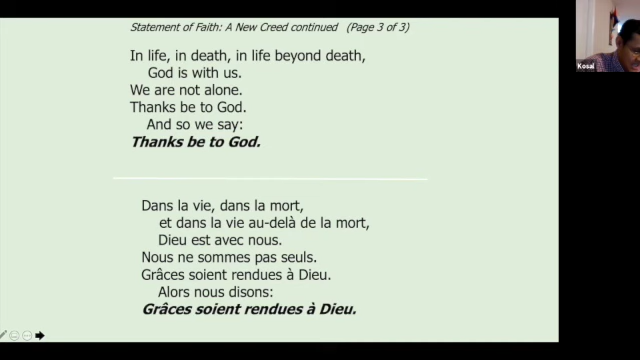 Statement of Faith: A New Creed continued (Page 3 of 3)
In life, in death, in life beyond death,
God is with us.
We are not alone.
Thanks be to God.
And so we say:
Thanks be to God.
Dans la vie, dans la mort,
et dans la vie au-delà de la mort,
Dieu est avec nous.
Nous ne sommes pas seuls.
Grâces soient rendues à Dieu.
Alors nous disons:
Grâces soient rendues à Dieu.
Kosal